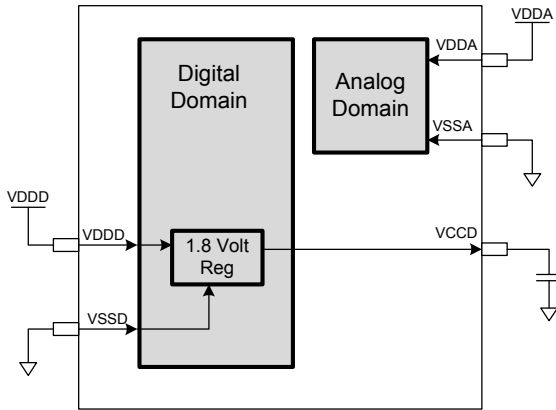 VDDA
VDDA
Digital
Domain
Analog
Domain
VSSA
VDDD
VDDD
1.8 Volt
Reg
VCCD
VSSD